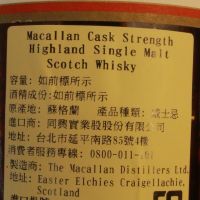 Macallan Cask Strength
Highland Single Malt
Scotch Whisky
容量: 如前標所示
酒精成份: 如前標所示
原產地: 蘇格蘭 產品種類: 威士忌
進口商: 同興實業股份有限公司
地址: 台北市延平南路85號4樓
消費者服務專線: 0800-011-
製造商: The Macallan Distillers Ltd.
地址: Easter Elchies Craigellachie,
Scotland